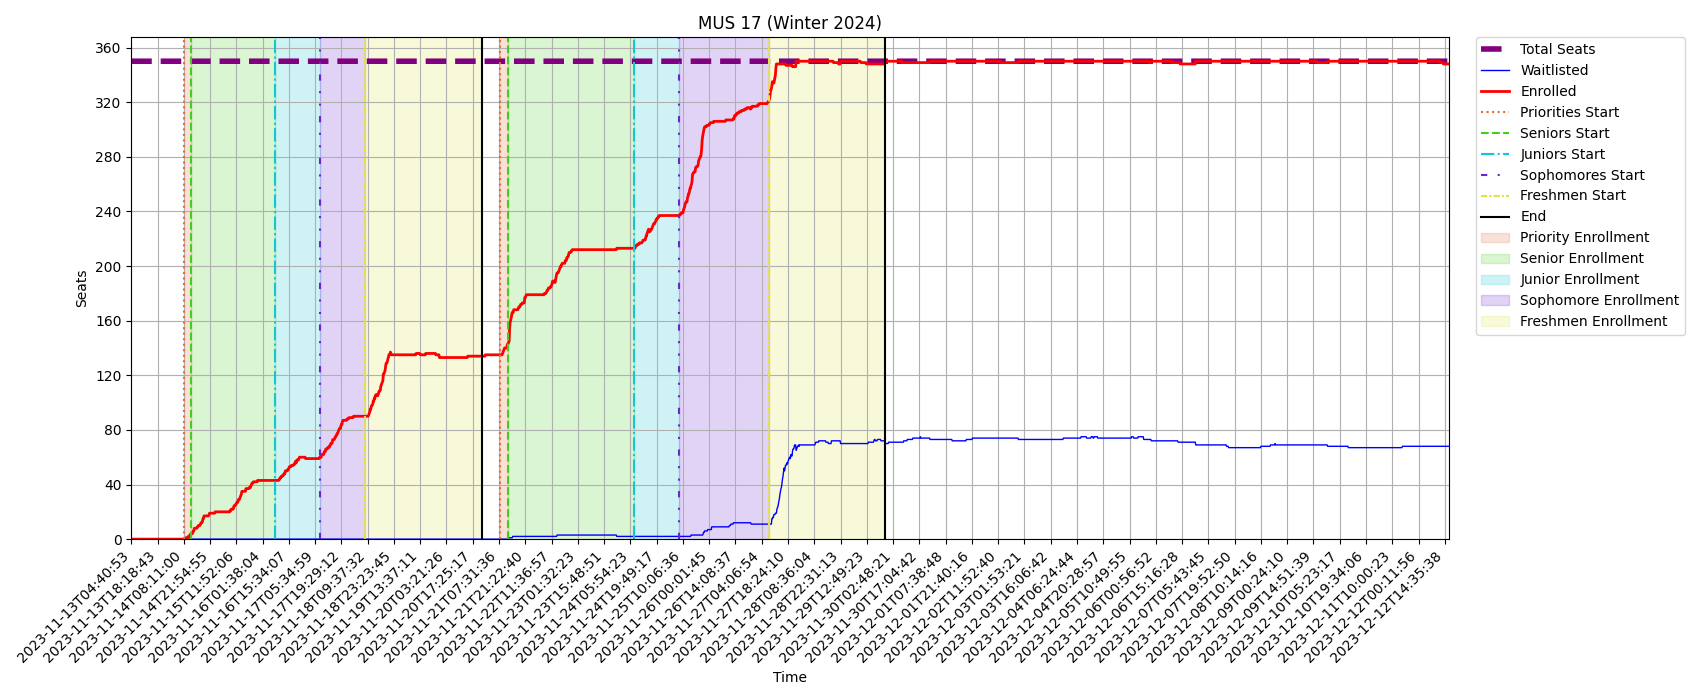 MUS 17 (Winter 2024)
360
320
280
240
200
160
120
80
40
0
Seats
2023-11-13T04:40:53
2023-11-13T18:18:43
2023-11-14T08:11:00
2023-11-14T21:54:55
2023-11-15T11:52:06
2023-11-16T01:38:04
2023-11-16T15:34:07
2023-11-17T05:34:59
2023-11-17T19:29:12
2023-11-18T09:37:32
2023-11-18T23:23:45
2023-11-19T13:37:11
2023-11-20T03:21:26
2023-11-20T17:25:17
2023-11-21T07:31:36
2023-11-21T21:22:40
2023-11-22T11:36:57
2023-11-23T01:32:23
2023-11-23T15:48:51
2023-11-24T05:54:23
2023-11-24T19:49:17
2023-11-25T10:06:36
2023-11-26T00:01:45
2023-11-26T14:08:37
2023-11-27T04:06:54
2023-11-27T18:24:10
2023-11-28T08:36:04
2023-11-28T22:31:13
2023-11-29T12:49:23
2023-11-30T02:48:21
2023-11-30T17:04:42
2023-12-01T07:38:48
2023-12-01T21:40:16
2023-12-02T11:52:40
2023-12-03T01:53:21
2023-12-03T16:06:42
2023-12-04T06:24:44
2023-12-04T20:28:57
2023-12-05T10:49:55
2023-12-06T00:56:52
2023-12-06T15:16:28
2023-12-07T05:43:45
2023-12-07T19:52:50
2023-12-08T10:14:16
2023-12-09T00:24:10
2023-12-09T14:51:39
2023-12-10T05:23:17
2023-12-10T19:34:06
2023-12-11T10:00:23
2023-12-12T00:11:56
2023-12-12T14:35:38
Time
Total Seats
Waitlisted
Enrolled
Priorities Start
Seniors Start
Juniors Start
Sophomores Start
Freshmen Start
End
Priority Enrollment
Senior Enrollment
Junior Enrollment
Sophomore Enrollment
Freshmen Enrollment